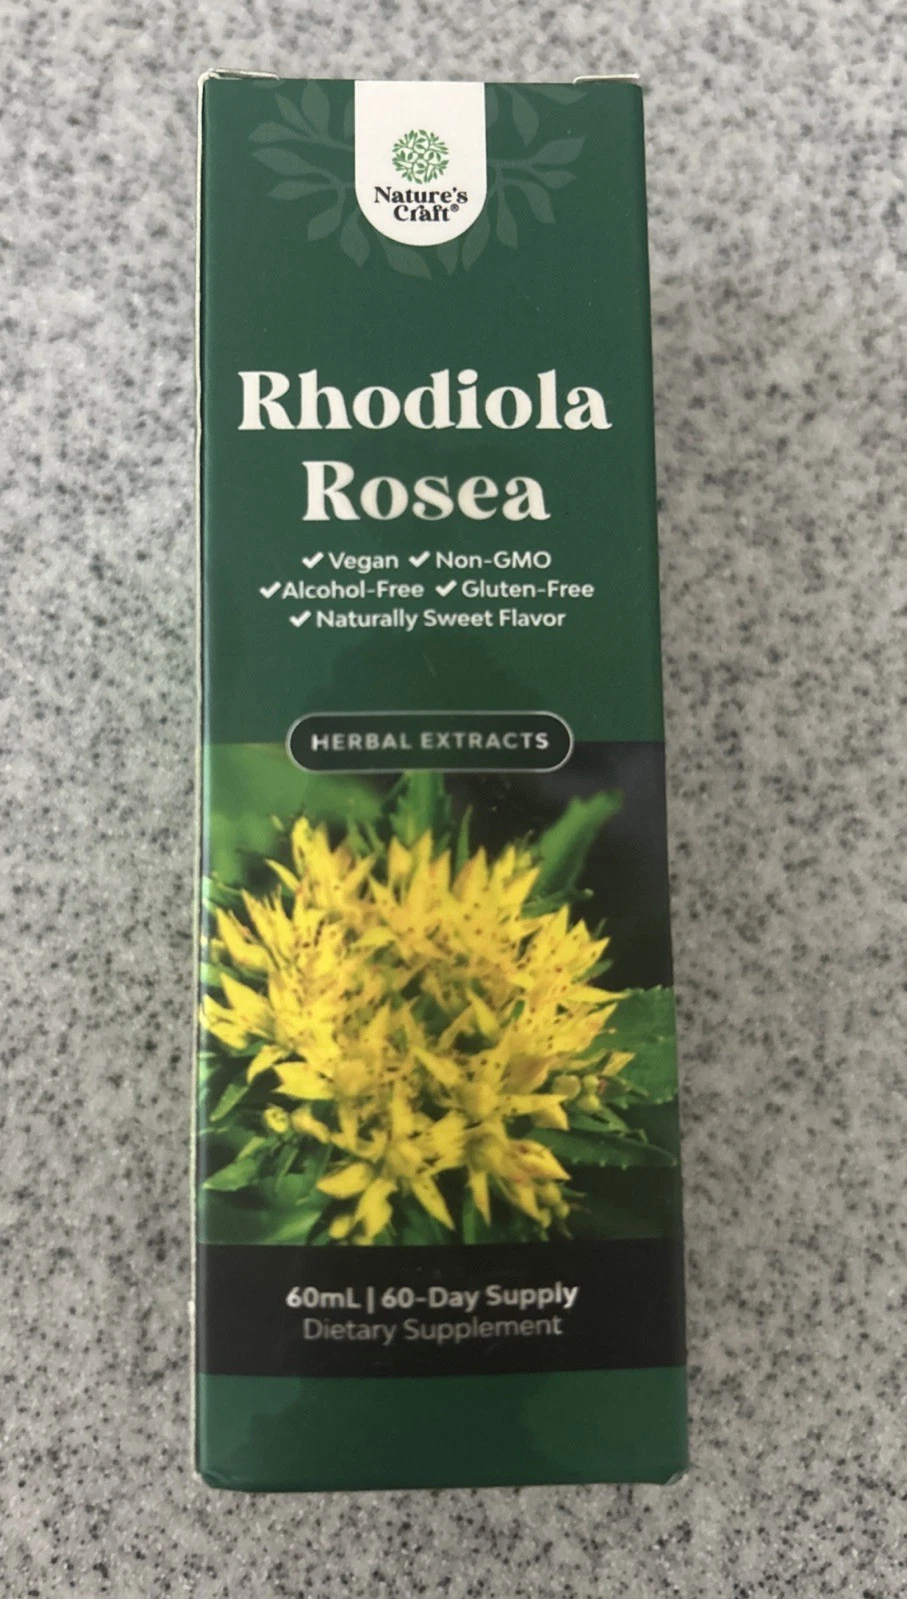 Nature's
Craft®
Rhodiola
Rosea
✓ Vegan ✓ Non-GMO
✓ Alcohol-Free ✓ Gluten-Free
✓ Naturally Sweet Flavor
HERBAL EXTRACTS
60mL | 60-Day Supply
Dietary Supplement